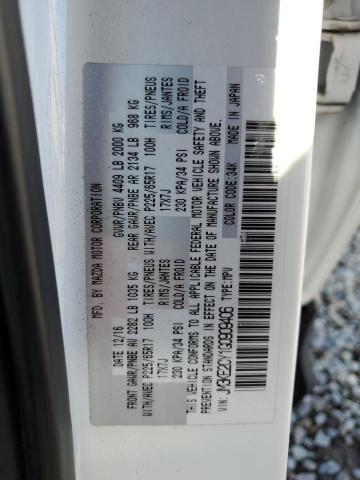 MFD. BY MAZDA MOTOR CORPORATION
12/16 GVWR/PNBV 4409 LB 2000 KG
FRONT GAWR/PNBE AV 2282 LB 1035 KG REAR GAWR/PNBE AR 2134 LB 968 KG
WITH/AVEC P225/65R17 100H TIRES/PNEUS WITH/AVEC P225/65R17 100H TIRES/PNEUS
17X7J RIMS/JANTES 17X7J RIMS/JANTES
230 KPA/34 PSI COLD/A FROID 230 KPA/34 PSI COLD/A FROID
THIS VEHICLE CONFORMS TO ALL APPLICABLE FEDERAL MOTOR VEHICLE SAFETY AND THEFT
PREVENTION STANDARDS IN EFFECT ON THE DATE OF MANUFACTURE SHOWN ABOVE.
VIN: JM3KE2CY1G0909406 TYPE: MPV COLOR CODE: 34K MADE IN JAPAN